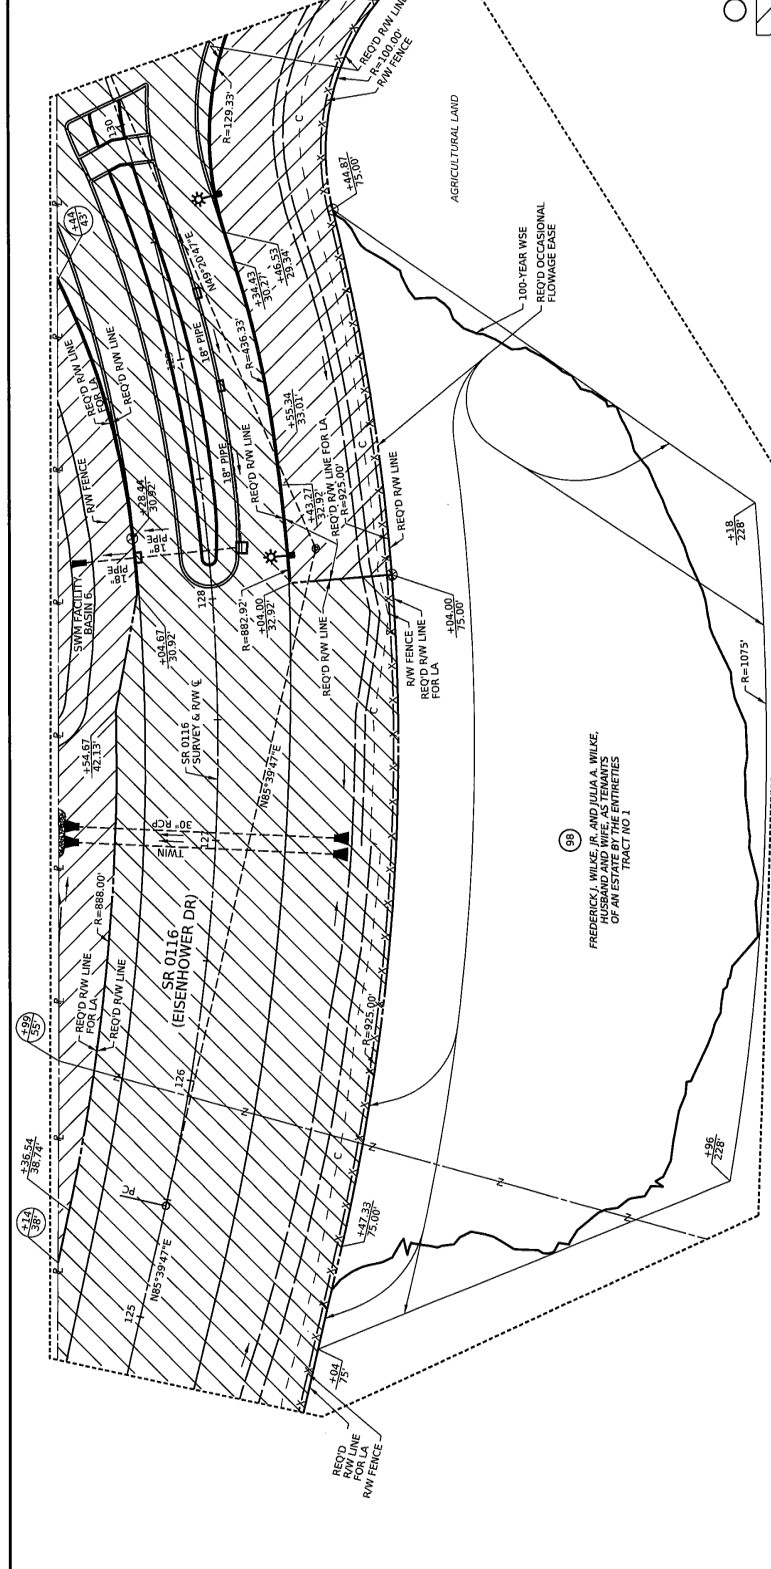 REQ'D R/W LINE
R=100.00'
R/W FENCE
AGRICULTURAL LAND
130
R=129.33'
+44
43'
+44.87
75.00'
N49°20'47"E
100-YEAR WSE
REQ'D OCCASIONAL
FLOWAGE EASE
REQ'D R/W LINE
FOR LA
REQ'D R/W LINE
129
18" PIPE
+34.43
30.27'
+46.53
29.34'
R=436.33'
+55.34
33.01'
R/W FENCE
+28.44
30.92'
18" PIPE
REQ'D R/W LINE
+43.27
32.92'
REQ'D R/W LINE FOR LA
R=925.00'
REQ'D R/W LINE
+18
228'
SWM FACILITY
BASIN 6
18"
PIPE
18"
PIPE
128
R=882.92'
+04.00
32.92'
REQ'D R/W LINE
R/W FENCE
REQ'D R/W LINE
FOR LA
+04.00
75.00'
R=1075'
+04.67
30.92'
+54.67
42.13'
SR 0116
SURVEY & R/W ℄
N85°39'47"E
TWIN
30" RCP
127
98
FREDERICK J. WILKE, JR. AND JULIA A. WILKE,
HUSBAND AND WIFE, AS TENANTS
OF AN ESTATE BY THE ENTIRETIES
TRACT NO 1
R=888.00'
SR 0116
(EISENHOWER DR)
REQ'D R/W LINE
FOR LA
REQ'D R/W LINE
R=925.00'
+99
55'
126
+36.54
38.74'
+14
38'
PC
+47.33
75.00'
+96
228'
N85°39'47"E
125
+04
75'
REQ'D
R/W LINE
FOR LA
R/W FENCE